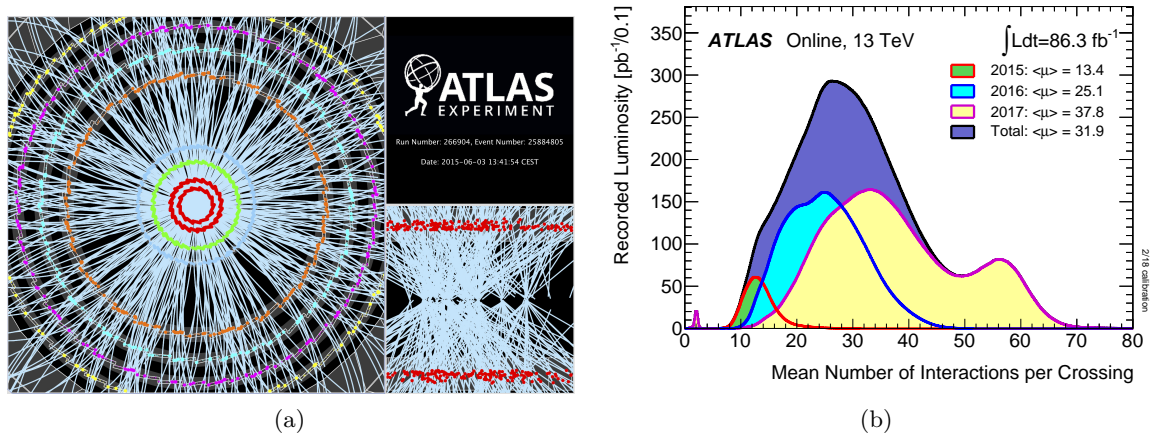 ATLAS
EXPERIMENT
Run Number: 266904, Event Number: 25884805
Date: 2015-06-03 13:41:54 CEST
(a)
Recorded Luminosity [pb⁻¹/0.1]
350
300
250
200
150
100
50
0
ATLAS Online, 13 TeV ∫Ldt=86.3 fb⁻¹
2015: <μ> = 13.4
2016: <μ> = 25.1
2017: <μ> = 37.8
Total: <μ> = 31.9
2/18 calibration
0 10 20 30 40 50 60 70 80
Mean Number of Interactions per Crossing
(b)